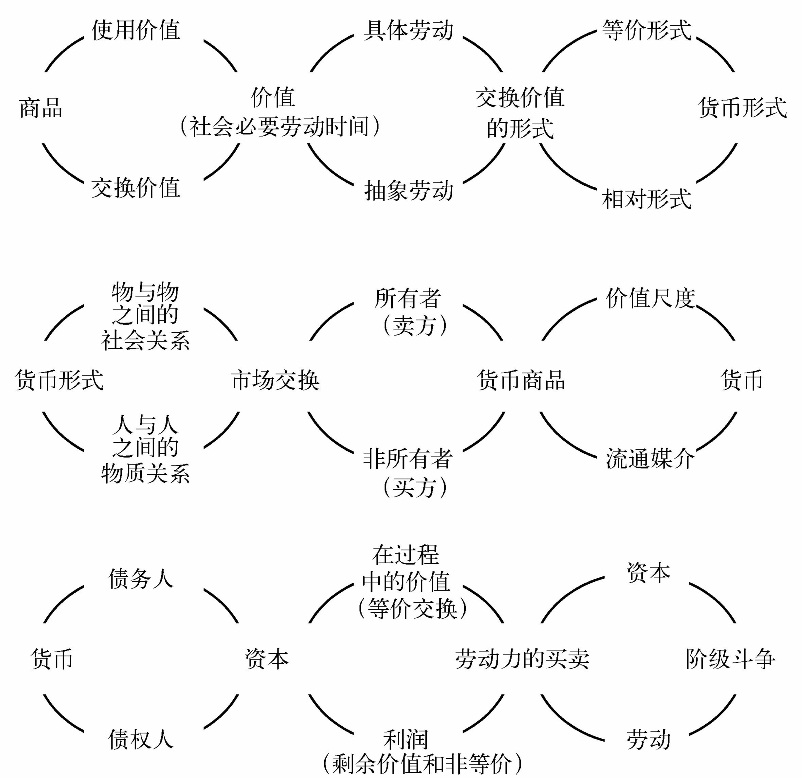 使用价值
具体劳动
等价形式
商品
价值
（社会必要劳动时间）
交换价值
的形式
货币形式
交换价值
抽象劳动
相对形式
物与物
之间的
社会关系
所有者
（卖方）
价值尺度
货币形式
市场交换
货币商品
货币
人与人
之间的
物质关系
非所有者
（买方）
流通媒介
债务人
在过程
中的价值
（等价交换）
资本
货币
资本
劳动力的买卖
阶级斗争
债权人
利润
（剩余价值和非等价）
劳动